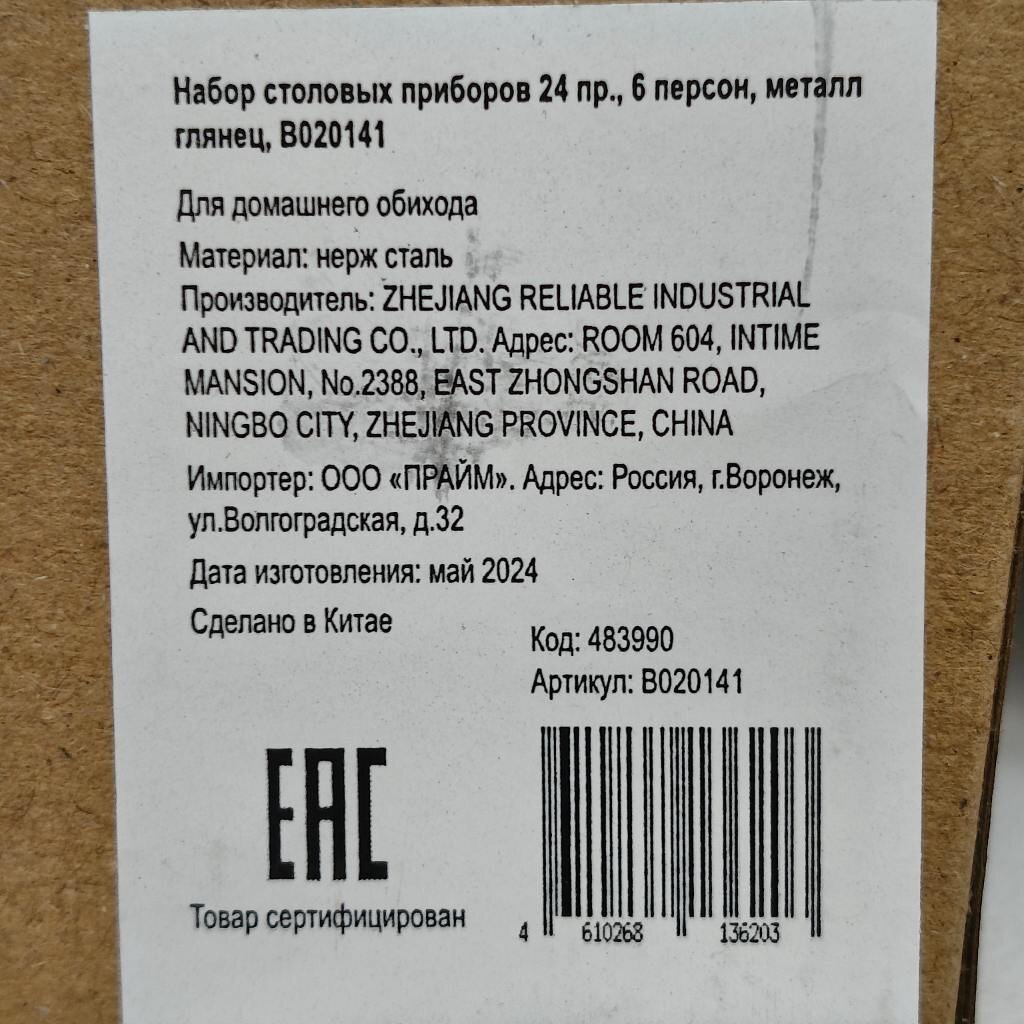 Набор столовых приборов 24 пр., 6 персон, металл
глянец, B020141
Для домашнего обихода
Материал: нерж сталь
Производитель: ZHEJIANG RELIABLE INDUSTRIAL
AND TRADING CO., LTD. Адрес: ROOM 604, INTIME
MANSION, No.2388, EAST ZHONGSHAN ROAD,
NINGBO CITY, ZHEJIANG PROVINCE, CHINA
Импортер: ООО «ПРАЙМ». Адрес: Россия, г.Воронеж,
ул.Волгоградская, д.32
Дата изготовления: май 2024
Сделано в Китае
Код: 483990
Артикул: B020141
EAC
Товар сертифицирован
4 610268 136203